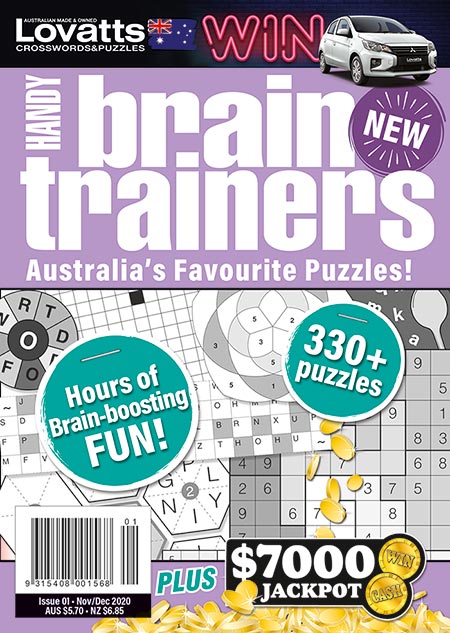 AUSTRALIAN MADE & OWNED
Lovatts
CROSSWORDS&PUZZLES
WIN
HANDY
brain
trainers
NEW
Australia's Favourite Puzzles!
Hours of
Brain-boosting
FUN!
330+
puzzles
01
9 315408 001568
Issue 01 • Nov/Dec 2020
AUS $5.70 • NZ $6.85
PLUS
$7000
JACKPOT
WIN
CASH